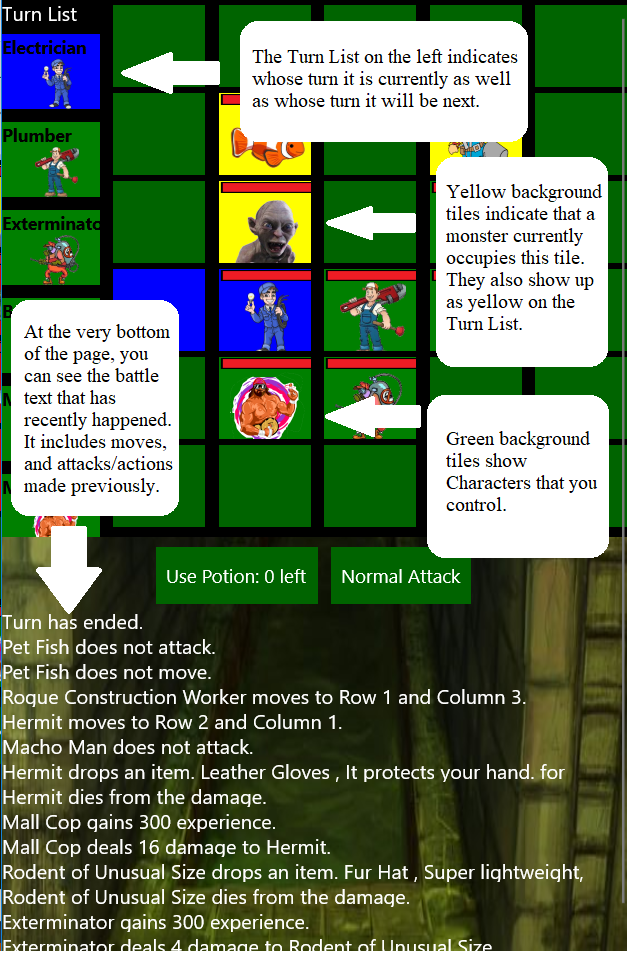 Turn List
Electrician
The Turn List on the left indicates
whose turn it is currently as well
as whose turn it will be next.
Plumber
Yellow background
tiles indicate that a
monster currently
occupies this tile.
They also show up
as yellow on the
Turn List.
Exterminato
At the very bottom
of the page, you
can see the battle
text that has
recently happened.
It includes moves,
and attacks/actions
made previously.
Green background
tiles show
Characters that you
control.
Use Potion: 0 left
Normal Attack
Turn has ended.
Pet Fish does not attack.
Pet Fish does not move.
Roque Construction Worker moves to Row 1 and Column 3.
Hermit moves to Row 2 and Column 1.
Macho Man does not attack.
Hermit drops an item. Leather Gloves , It protects your hand. for
Hermit dies from the damage.
Mall Cop gains 300 experience.
Mall Cop deals 16 damage to Hermit.
Rodent of Unusual Size drops an item. Fur Hat , Super lightweight,
Rodent of Unusual Size dies from the damage.
Exterminator gains 300 experience.
Exterminator deals 4 damage to Rodent of Unusual Size